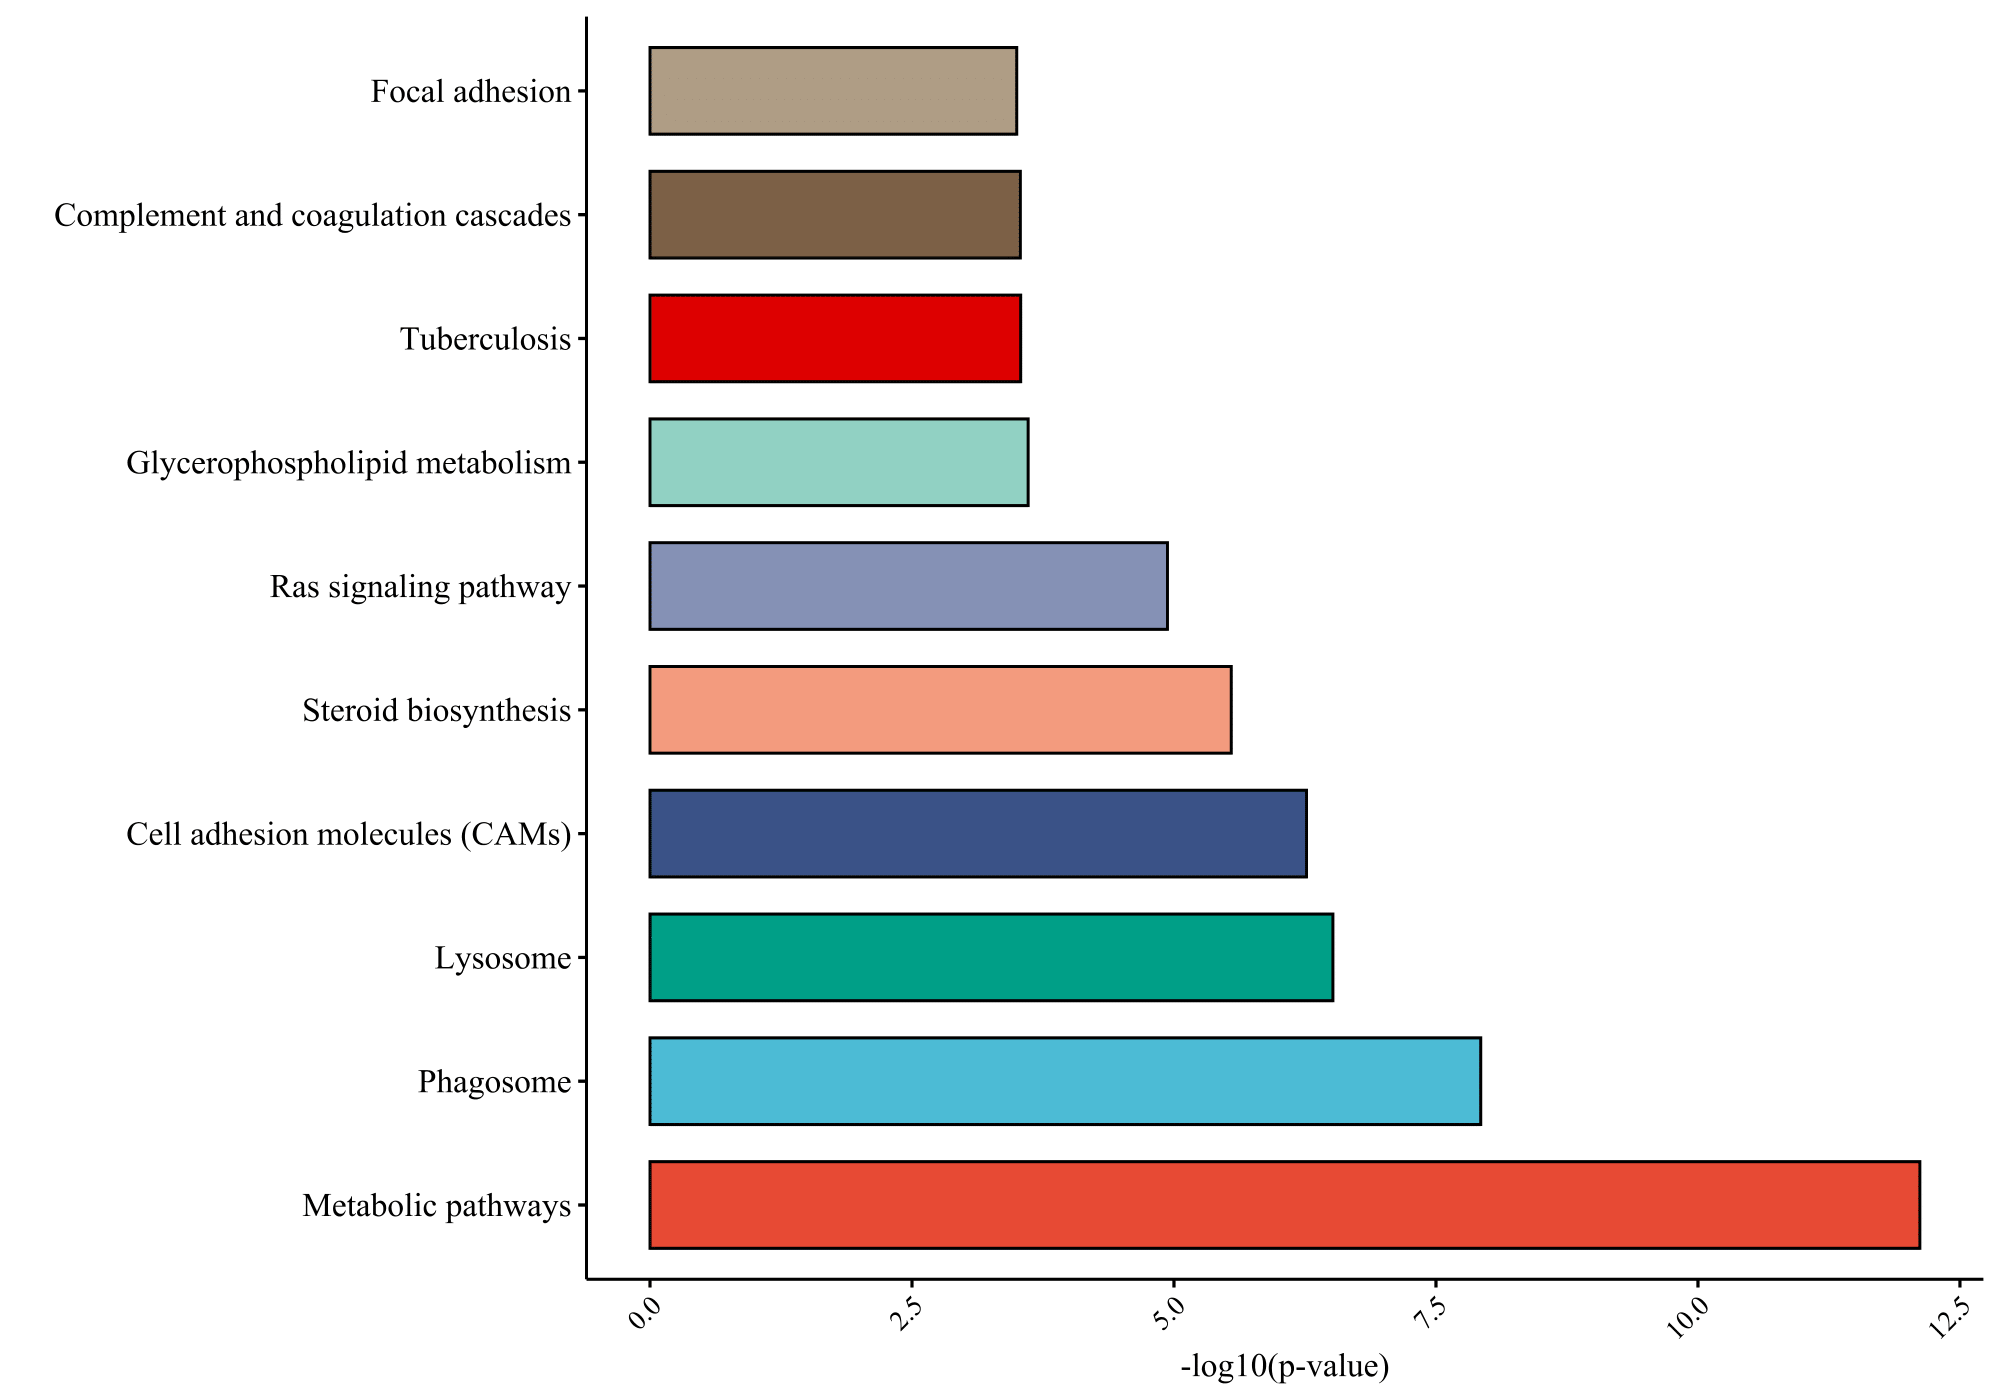 Focal adhesion
Complement and coagulation cascades
Tuberculosis
Glycerophospholipid metabolism
Ras signaling pathway
Steroid biosynthesis
Cell adhesion molecules (CAMs)
Lysosome
Phagosome
Metabolic pathways
0.0 2.5 5.0 7.5 10.0 12.5
-log10(p-value)